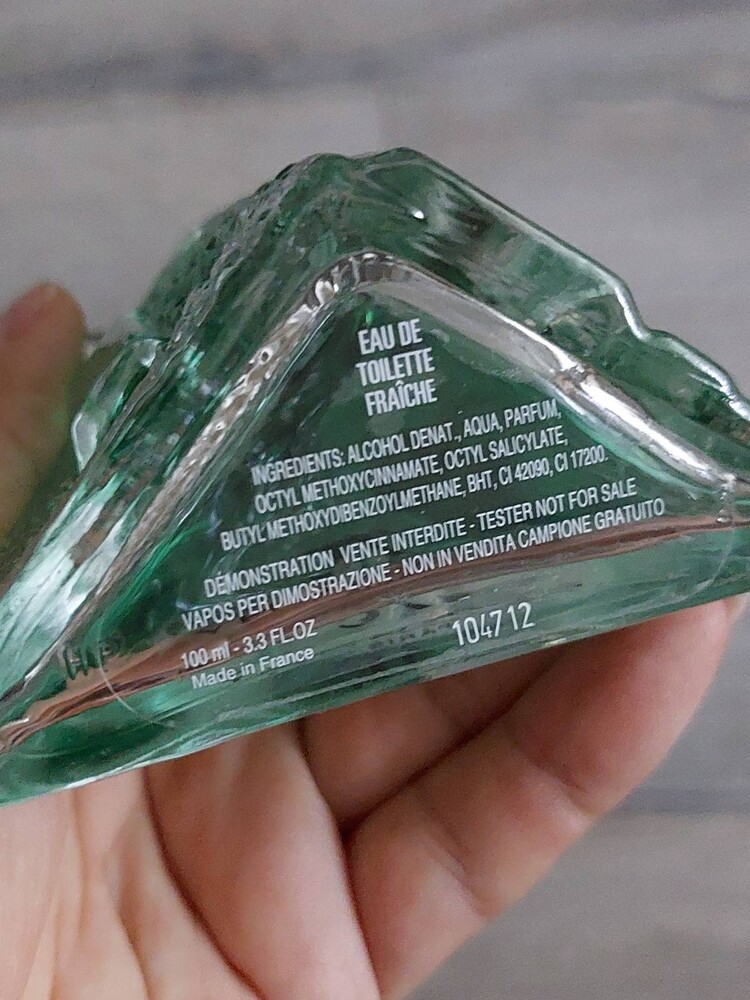 EAU DE
TOILETTE
FRAÎCHE
INGREDIENTS: ALCOHOL DENAT., AQUA, PARFUM,
OCTYL METHOXYCINNAMATE, OCTYL SALICYLATE,
BUTYL METHOXYDIBENZOYLMETHANE, BHT, CI 42090, CI 17200.
DÉMONSTRATION VENTE INTERDITE - TESTER NOT FOR SALE
VAPOS PER DIMOSTRAZIONE - NON IN VENDITA CAMPIONE GRATUITO
100 ml - 3.3 FL.OZ
Made in France
104712